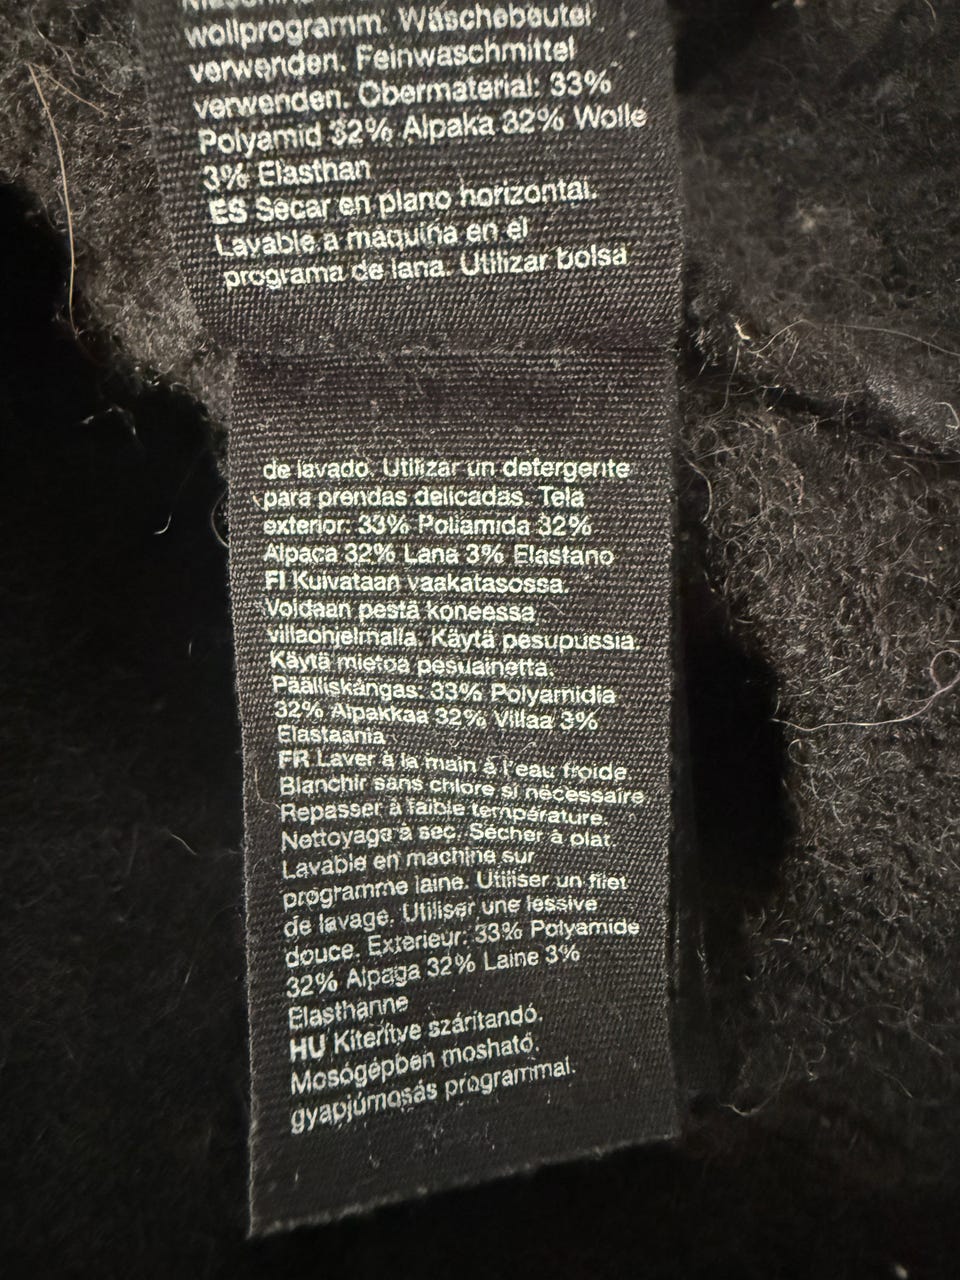 wollprogramm. Wäschebeutel
verwenden. Feinwaschmittel
verwenden. Obermaterial: 33%
Polyamid 32% Alpaka 32% Wolle
3% Elasthan
ES Secar en plano horizontal.
Lavable a máquina en el
programa de lana. Utilizar bolsa
de lavado. Utilizar un detergente
para prendas delicadas. Tela
exterior: 33% Poliamida 32%
Alpaca 32% Lana 3% Elastano
FI Kuivataan vaakatasossa.
Voidaan pestä koneessa
villaohjelmalla. Käytä pesupussia.
Käytä mietoa pesuainetta.
Päälliskangas: 33% Polyamidia
32% Alpakkaa 32% Villaa 3%
Elastaania
FR Laver à la main à l'eau froide.
Blanchir sans chlore si nécessaire.
Repasser à faible température.
Nettoyage à sec. Sécher à plat.
Lavable en machine sur
programme laine. Utiliser un filet
de lavage. Utiliser une lessive
douce. Exterieur: 33% Polyamide
32% Alpaga 32% Laine 3%
Elasthanne
HU Kiterítve szárítandó.
Mosógépben mosható,
gyapjúmosás programmal.